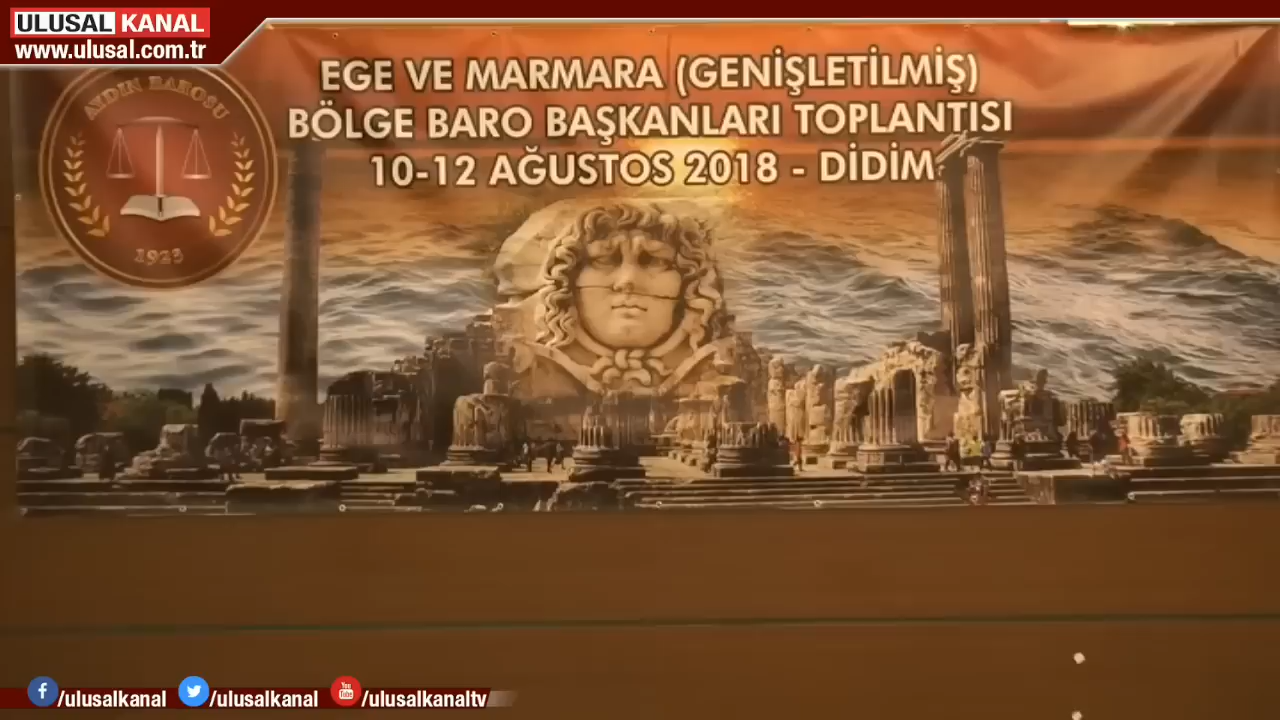 ULUSAL KANAL
www.ulusal.com.tr
AYDIN BAROSU
1923
EGE VE MARMARA (GENİŞLETİLMİŞ)
BÖLGE BARO BAŞKANLARI TOPLANTISI
10-12 AĞUSTOS 2018 - DİDİM
/ulusalkanal /ulusalkanal /ulusalkanaltv